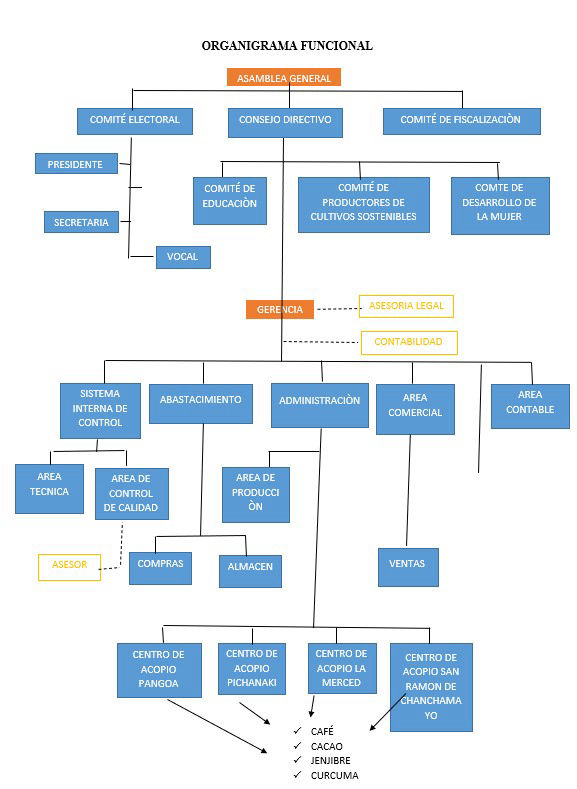 ORGANIGRAMA FUNCIONAL
ASAMBLEA GENERAL
COMITÉ ELECTORAL
CONSEJO DIRECTIVO
COMITÉ DE FISCALIZACIÒN
PRESIDENTE
SECRETARIA
VOCAL
COMITÉ DE
EDUCACIÒN
COMITÉ DE
PRODUCTORES DE
CULTIVOS SOSTENIBLES
COMTE DE
DESARROLLO DE
LA MUJER
GERENCIA
ASESORIA LEGAL
CONTABILIDAD
SISTEMA
INTERNA DE
CONTROL
ABASTACIMIENTO
ADMINISTRACIÒN
AREA
COMERCIAL
AREA
CONTABLE
AREA
TECNICA
AREA DE
CONTROL
DE CALIDAD
AREA DE
PRODUCCI
ÒN
ASESOR
COMPRAS
ALMACEN
VENTAS
CENTRO DE
ACOPIO
PANGOA
CENTRO DE
ACOPIO
PICHANAKI
CENTRO DE
ACOPIO LA
MERCED
CENTRO DE
ACOPIO SAN
RAMON DE
CHANCHAMA
YO
✓ CAFÉ
✓ CACAO
✓ JENJIBRE
✓ CURCUMA